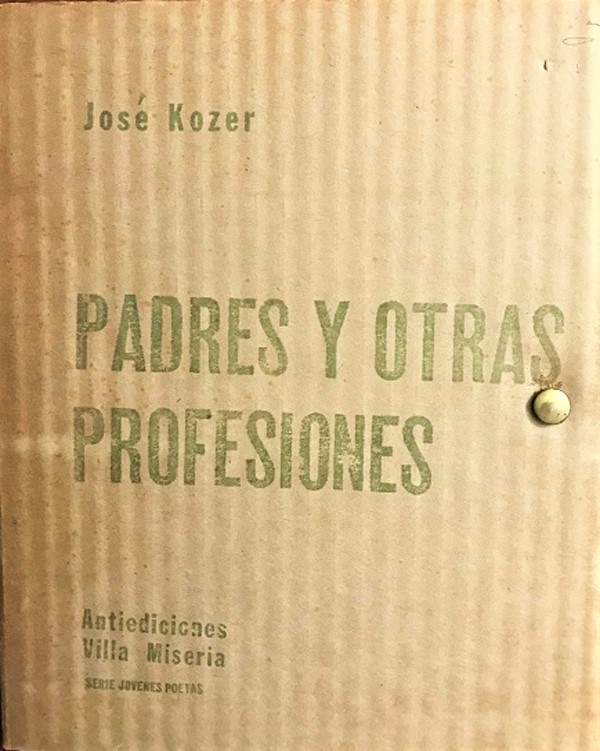 José Kozer
PADRES Y OTRAS
PROFESIONES
Antiediciones
Villa Miseria
SERIE JOVENES POETAS